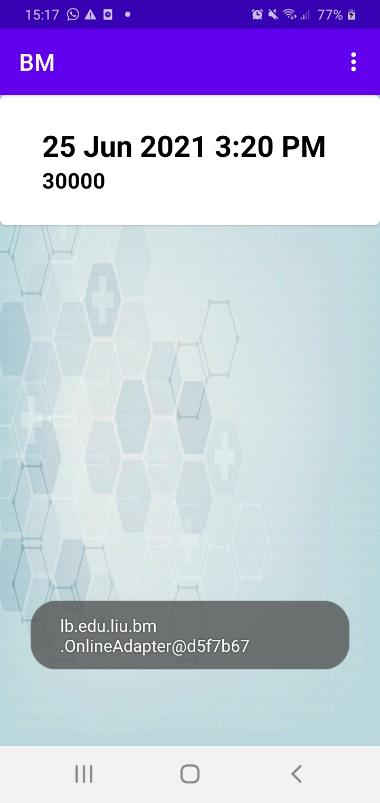 15:17 77%
BM
25 Jun 2021 3:20 PM
30000
lb.edu.liu.bm
.OnlineAdapter@d5f7b67